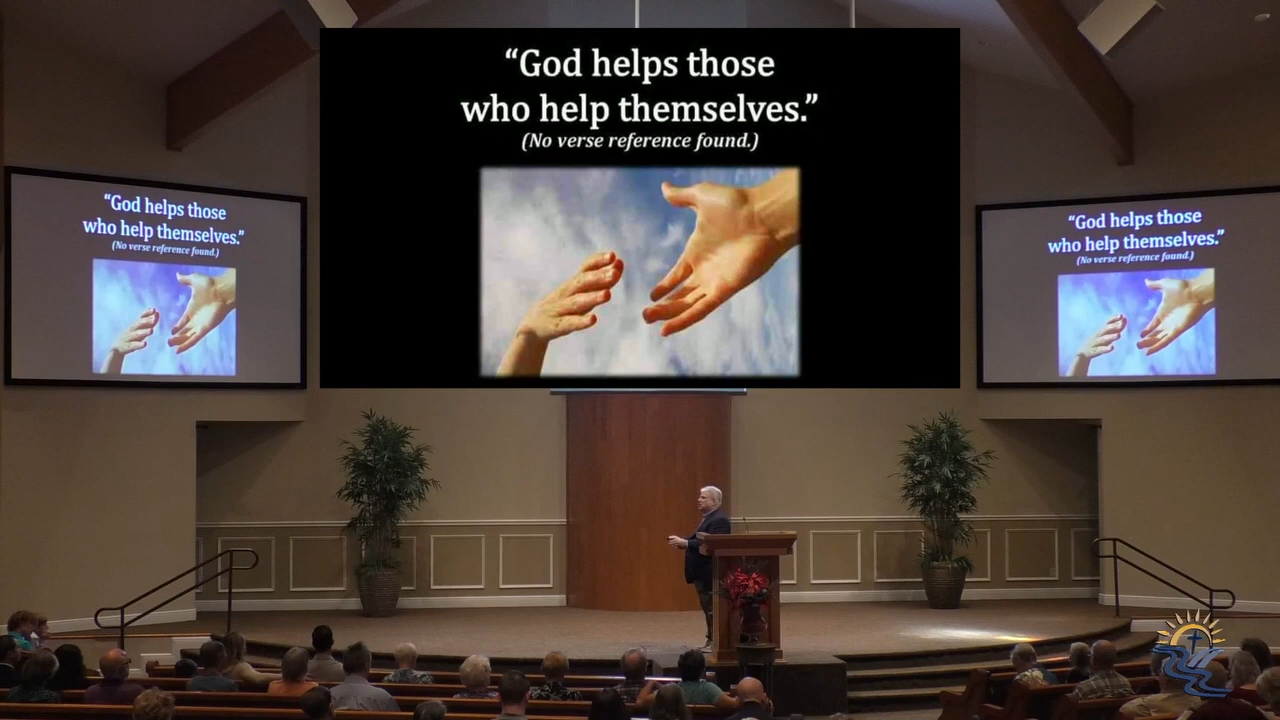 “God helps those
who help themselves.”
(No verse reference found.)
“God helps those
who help themselves.”
(No verse reference found.)
“God helps those
who help themselves.”
(No verse reference found.)